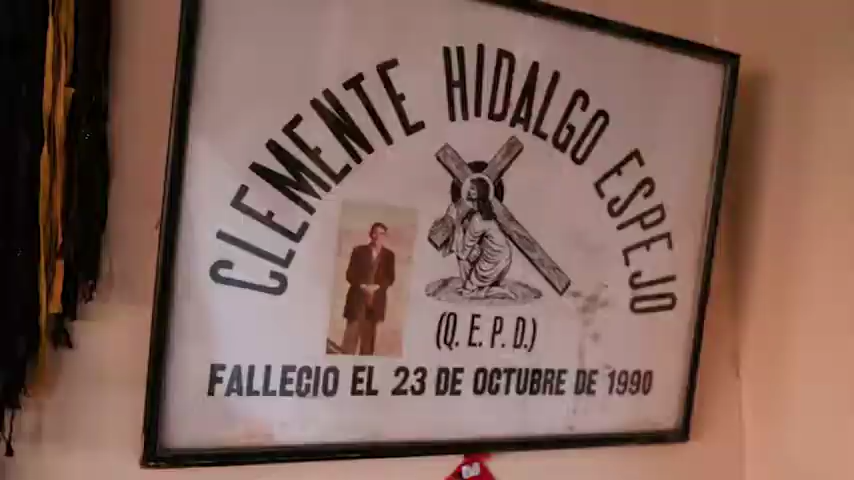 CLEMENTE HIDALGO ESPEJO
(Q. E. P. D.)
FALLECIO EL 23 DE OCTUBRE DE 1990